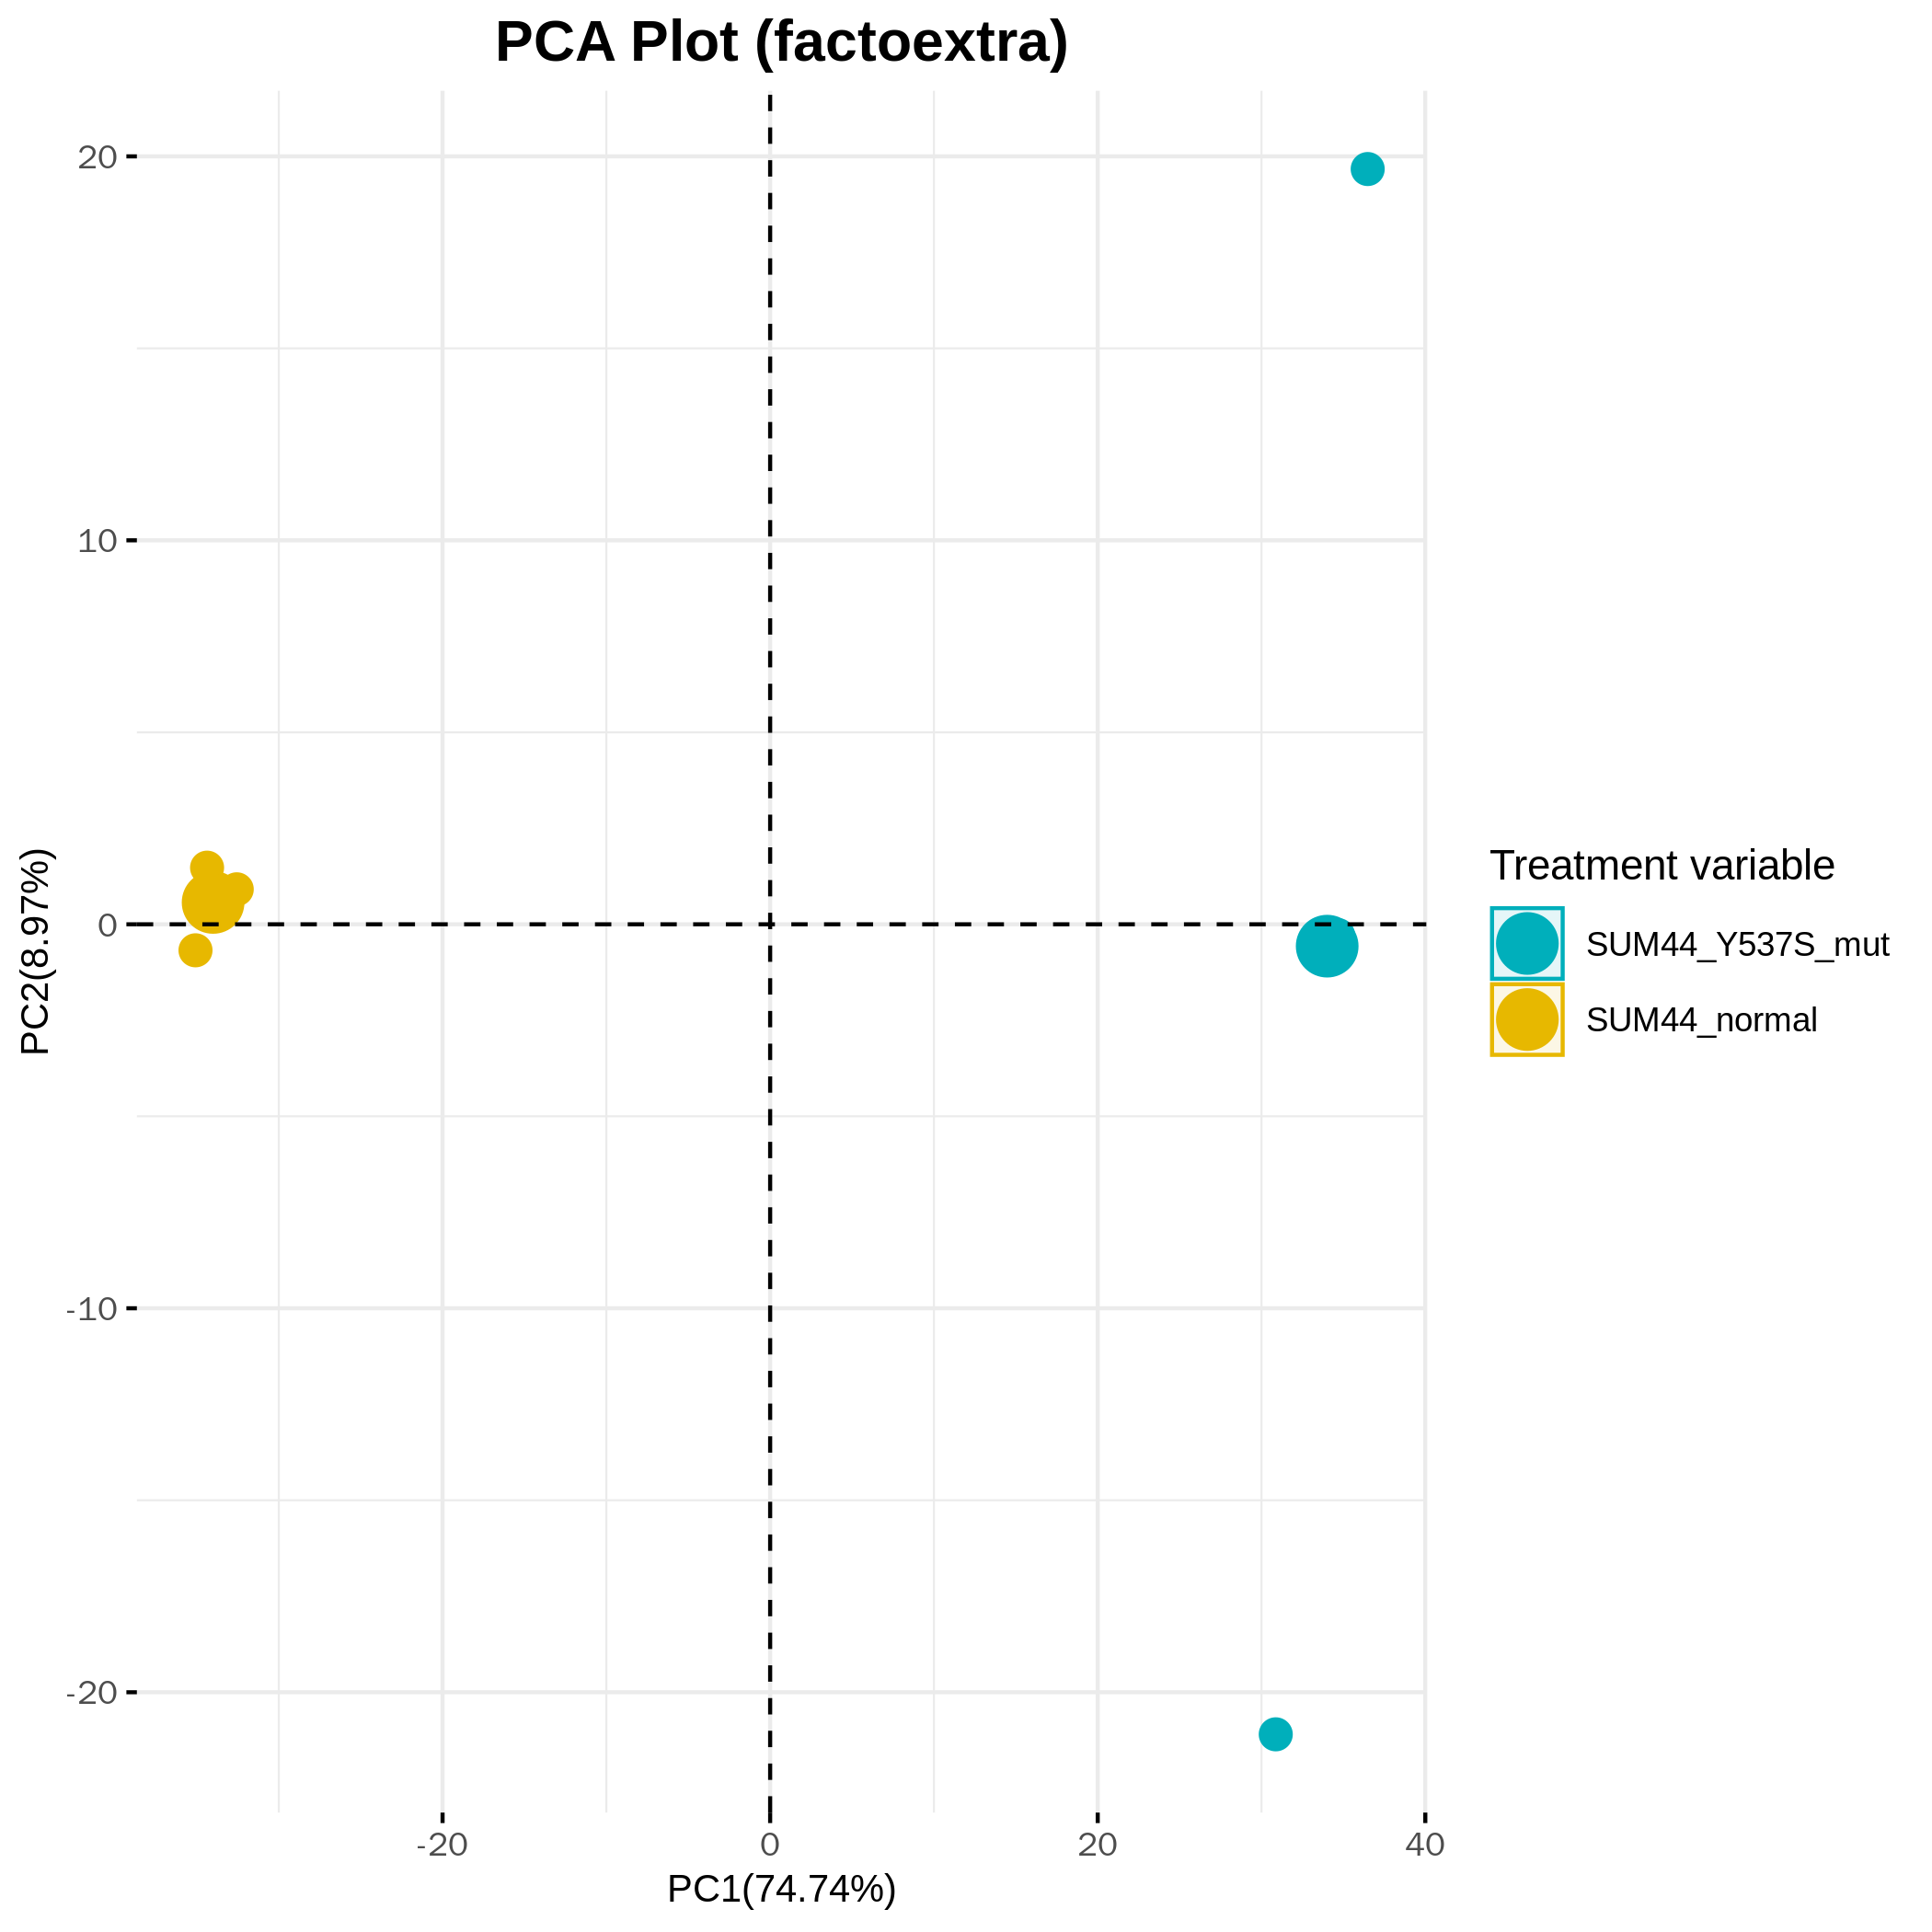 PCA Plot (factoextra)
20
10
0
-10
-20
PC2(8.97%)
-20
0
20
40
PC1(74.74%)
Treatment variable
SUM44_Y537S_mut
SUM44_normal